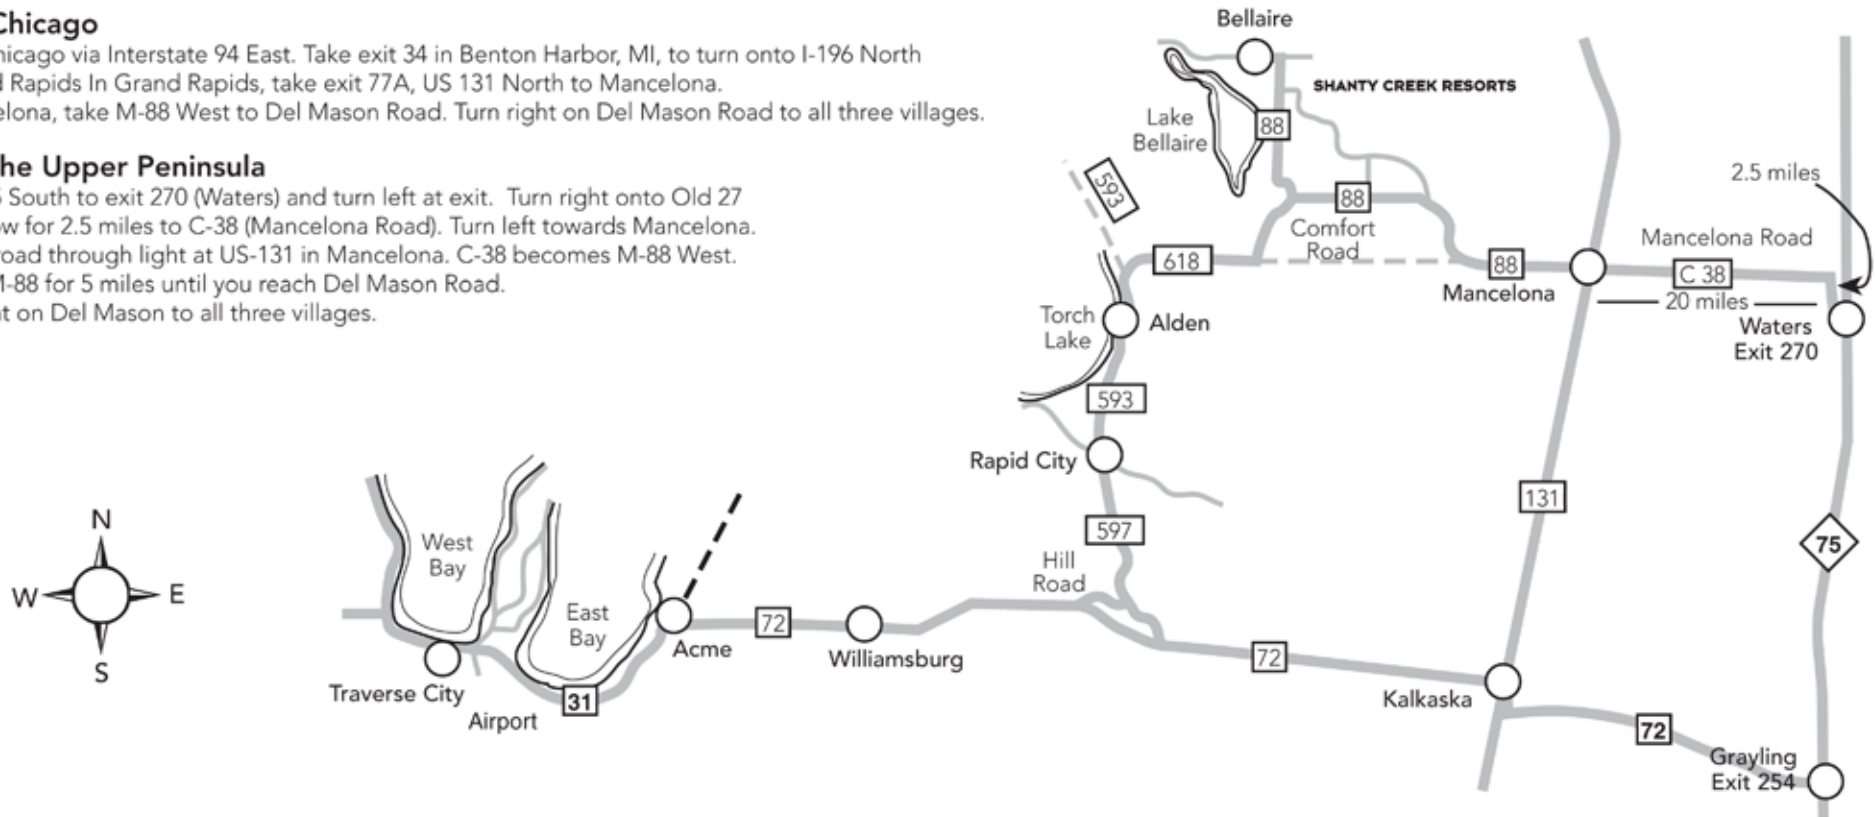 Chicago
hicago via Interstate 94 East. Take exit 34 in Benton Harbor, MI, to turn onto I-196 North
d Rapids In Grand Rapids, take exit 77A, US 131 North to Mancelona.
elona, take M-88 West to Del Mason Road. Turn right on Del Mason Road to all three villages.
he Upper Peninsula
South to exit 270 (Waters) and turn left at exit. Turn right onto Old 27
ow for 2.5 miles to C-38 (Mancelona Road). Turn left towards Mancelona.
road through light at US-131 in Mancelona. C-38 becomes M-88 West.
M-88 for 5 miles until you reach Del Mason Road.
t on Del Mason to all three villages.
Bellaire
SHANTY CREEK RESORTS
Lake
Bellaire
88
593
88
2.5 miles
Comfort
Road
618
88
Mancelona Road
C 38
Mancelona
20 miles
Waters
Exit 270
Torch
Lake
Alden
593
Rapid City
131
597
75
N
W
E
S
West
Bay
East
Bay
Hill
Road
Acme
72
Williamsburg
72
Traverse City
31
Airport
Kalkaska
72
Grayling
Exit 254